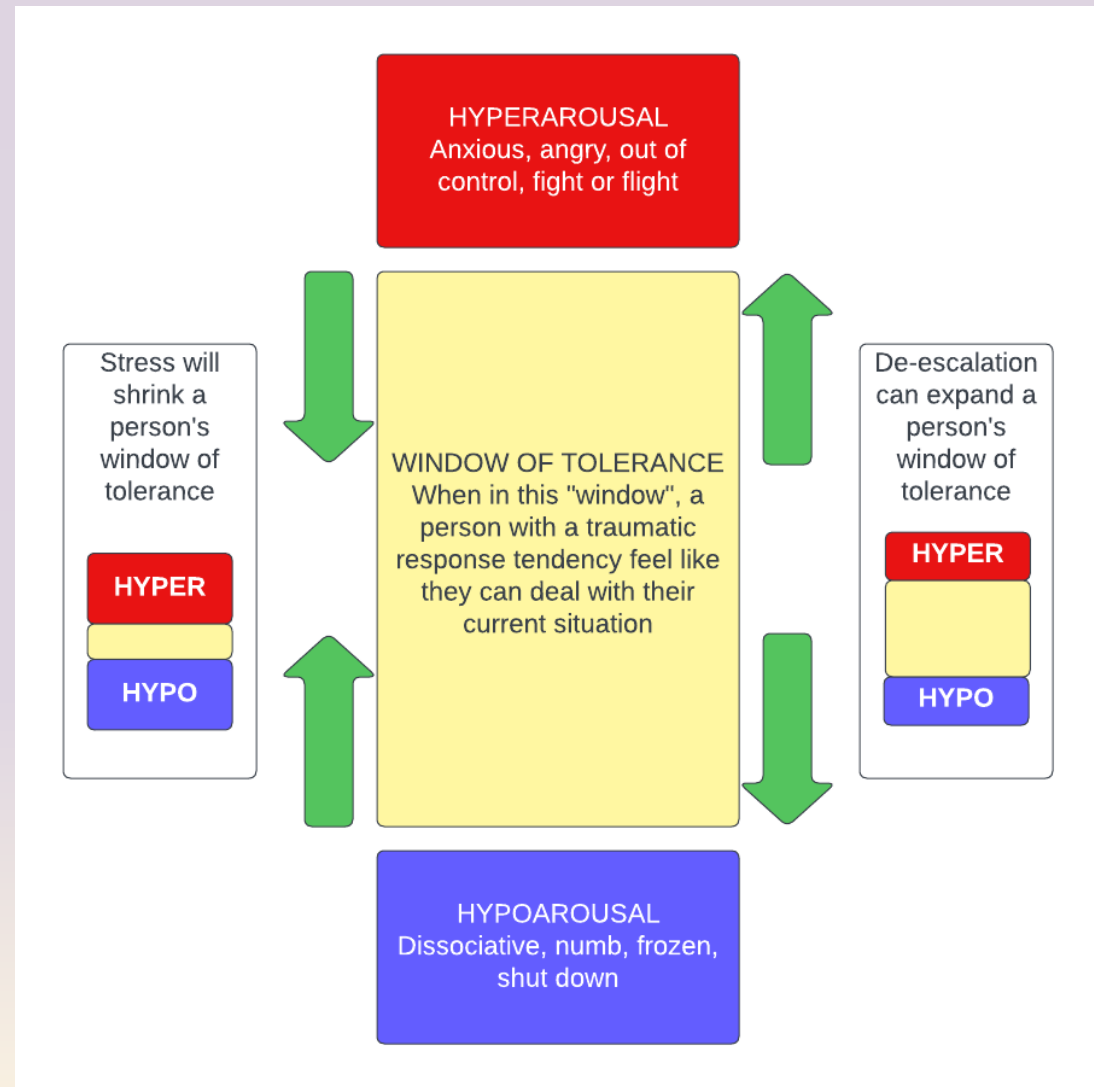 HYPERAROUSAL
Anxious, angry, out of
control, fight or flight
Stress will
shrink a
person's
window of
tolerance
HYPER
HYPO
WINDOW OF TOLERANCE
When in this "window", a
person with a traumatic
response tendency feel like
they can deal with their
current situation
De-escalation
can expand a
person's
window of
tolerance
HYPER
HYPO
HYPOAROUSAL
Dissociative, numb, frozen,
shut down